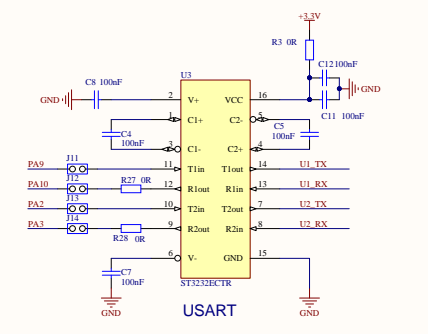 +3.3V
R3 0R
C12 100nF
GND
C11 100nF
C8 100nF
GND
U3
2 V+ VCC 16
1 C1+ C2- 5
C4
100nF
C5
100nF
3 C1- C2+ 4
PA9 J11 11 T1in T1out 14 U1_TX
PA10 J12 R27 0R 12 R1out R1in 13 U1_RX
PA2 J13 10 T2in T2out 7 U2_TX
PA3 J14 R28 0R 9 R2out R2in 8 U2_RX
6 V- GND 15
C7
100nF
ST3232ECTR
GND
GND
USART